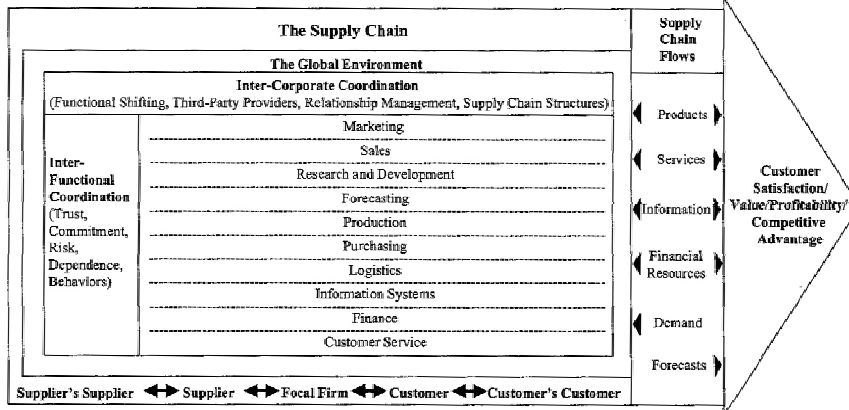 The Supply Chain
The Global Environment
Inter-Corporate Coordination
(Functional Shifting, Third-Party Providers, Relationship Management, Supply Chain Structures)
Inter-
Functional
Coordination
(Trust,
Commitment,
Risk,
Dependence,
Behaviors)
Marketing
Sales
Research and Development
Forecasting
Production
Purchasing
Logistics
Information Systems
Finance
Customer Service
Supplier's Supplier
Supplier
Focal Firm
Customer
Customer's Customer
Supply
Chain
Flows
Products
Services
Information
Financial
Resources
Demand
Forecasts
Customer
Satisfaction/
Value/Profitability/
Competitive
Advantage